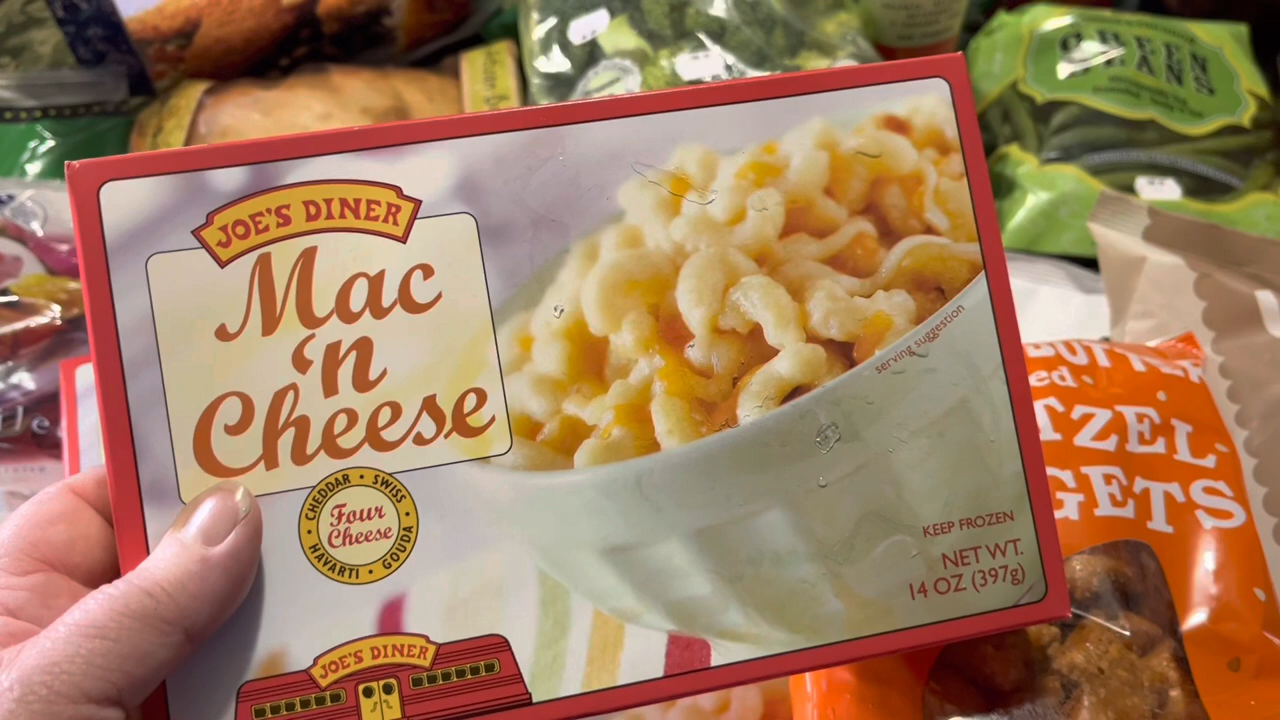 GREEN
BEANS
JOE'S DINER
Mac
'n
Cheese
CHEDDAR • SWISS
Four
Cheese
HAVARTI • GOUDA
serving suggestion
KEEP FROZEN
NET WT.
14 OZ (397g)
JOE'S DINER
BUTTER
ed
TZEL
GETS